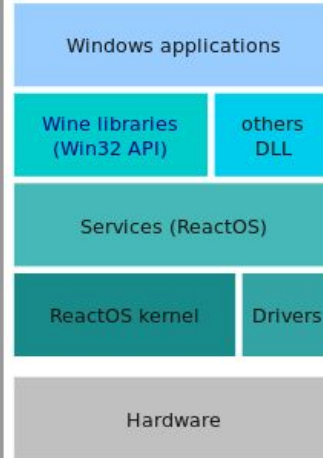 Windows applications
Wine libraries
(Win32 API)
others
DLL
Services (ReactOS)
ReactOS kernel
Drivers
Hardware